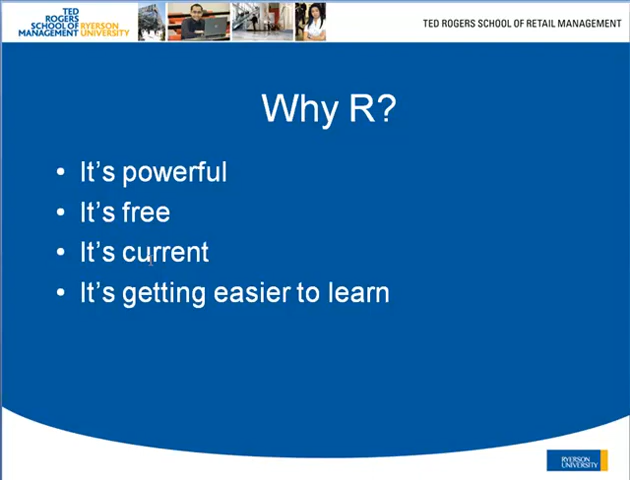 TED
ROGERS
SCHOOL OF RYERSON
MANAGEMENT UNIVERSITY
TED ROGERS SCHOOL OF RETAIL MANAGEMENT
Why R?
• It's powerful
• It's free
• It's current
• It's getting easier to learn
RYERSON
UNIVERSITY